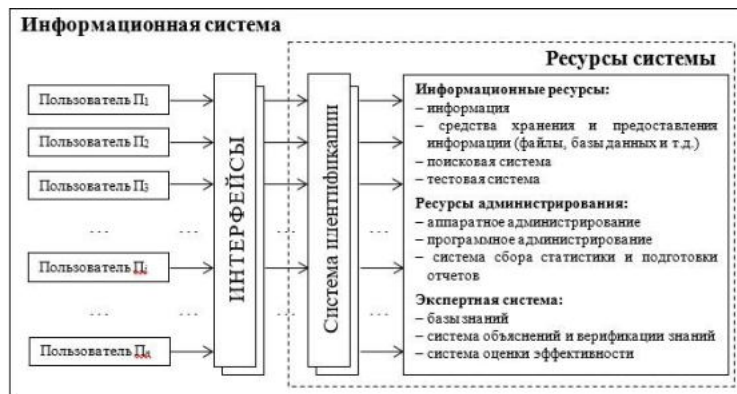 Информационная система
Ресурсы системы
Пользователь П1
Пользователь П2
Пользователь П3
... ... ... ...
Пользователь Пi
... ... ... ...
Пользователь Пn
ИНТЕРФЕЙСЫ
Система идентификации
Информационные ресурсы:
– информация
– средства хранения и предоставления
информации (файлы, базы данных и т.д.)
– поисковая система
– тестовая система
Ресурсы администрирования:
– аппаратное администрирование
– программное администрирование
– система сбора статистики и подготовки
отчетов
Экспертная система:
– базы знаний
– система объяснений и верификации знаний
– система оценки эффективности